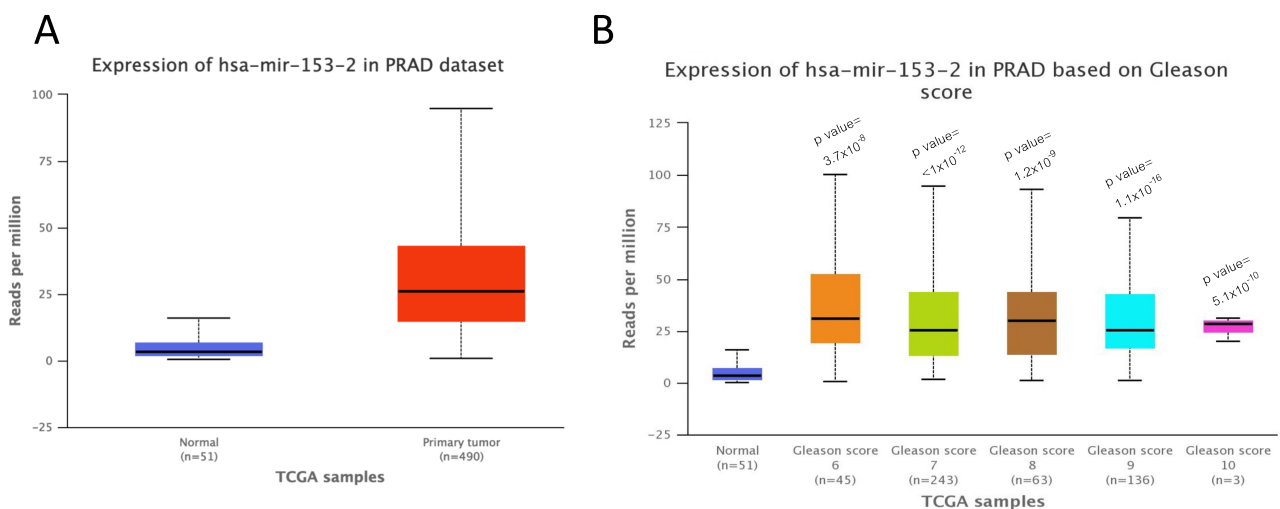 A
Expression of hsa-mir-153-2 in PRAD dataset
100
75
50
25
0
-25
Reads per million
Normal
(n=51)
Primary tumor
(n=490)
TCGA samples
B
Expression of hsa-mir-153-2 in PRAD based on Gleason
score
125
100
75
50
25
0
-25
Reads per million
p value=
3.7x10⁻⁸
p value=
<1x10⁻¹²
p value=
1.2x10⁻⁹
p value=
1.1x10⁻¹⁶
p value=
5.1x10⁻¹⁰
Normal
(n=51)
Gleason score
6
(n=45)
Gleason score
7
(n=243)
Gleason score
8
(n=63)
Gleason score
9
(n=136)
Gleason score
10
(n=3)
TCGA samples